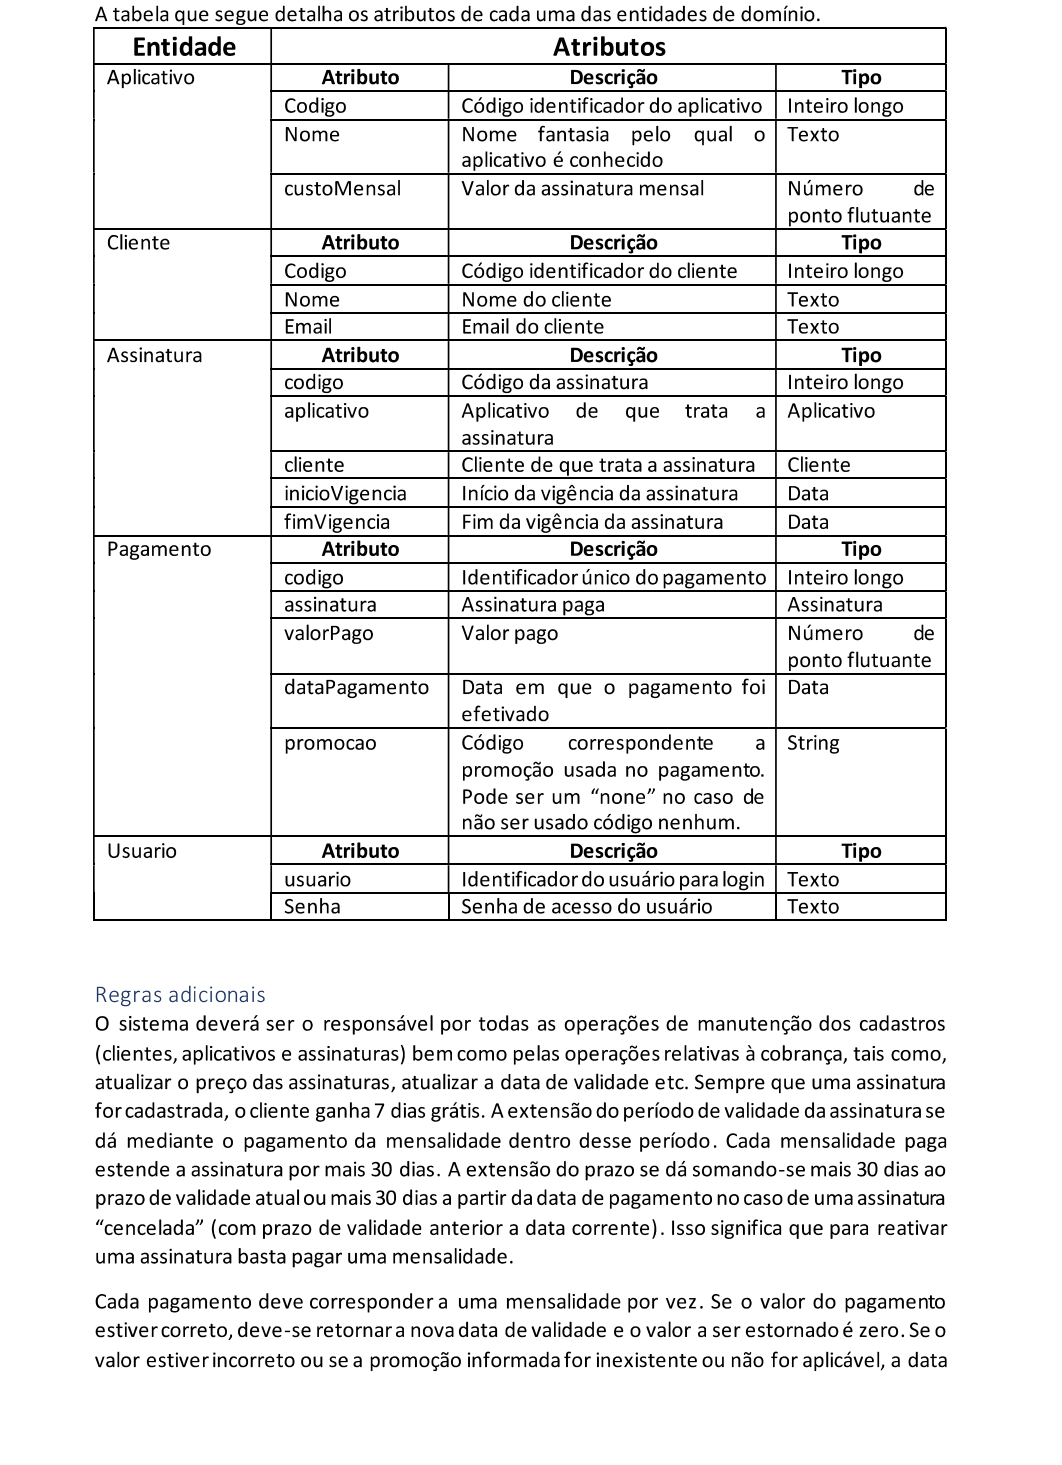 A tabela que segue detalha os atributos de cada uma das entidades de domínio.
Entidade Atributos
Aplicativo Atributo Descrição Tipo
Codigo Código identificador do aplicativo Inteiro longo
Nome Nome fantasia pelo qual o Texto
aplicativo é conhecido
custoMensal Valor da assinatura mensal Número de
ponto flutuante
Cliente Atributo Descrição Tipo
Codigo Código identificador do cliente Inteiro longo
Nome Nome do cliente Texto
Email Email do cliente Texto
Assinatura Atributo Descrição Tipo
codigo Código da assinatura Inteiro longo
aplicativo Aplicativo de que trata a Aplicativo
assinatura
cliente Cliente de que trata a assinatura Cliente
inicioVigencia Início da vigência da assinatura Data
fimVigencia Fim da vigência da assinatura Data
Pagamento Atributo Descrição Tipo
codigo Identificador único do pagamento Inteiro longo
assinatura Assinatura paga Assinatura
valorPago Valor pago Número de
ponto flutuante
dataPagamento Data em que o pagamento foi Data
efetivado
promocao Código correspondente a String
promoção usada no pagamento.
Pode ser um “none” no caso de
não ser usado código nenhum.
Usuario Atributo Descrição Tipo
usuario Identificador do usuário para login Texto
Senha Senha de acesso do usuário Texto
Regras adicionais
O sistema deverá ser o responsável por todas as operações de manutenção dos cadastros
(clientes, aplicativos e assinaturas) bem como pelas operações relativas à cobrança, tais como,
atualizar o preço das assinaturas, atualizar a data de validade etc. Sempre que uma assinatura
for cadastrada, o cliente ganha 7 dias grátis. A extensão do período de validade da assinatura se
dá mediante o pagamento da mensalidade dentro desse período. Cada mensalidade paga
estende a assinatura por mais 30 dias. A extensão do prazo se dá somando-se mais 30 dias ao
prazo de validade atual ou mais 30 dias a partir da data de pagamento no caso de uma assinatura
“cencelada” (com prazo de validade anterior a data corrente). Isso significa que para reativar
uma assinatura basta pagar uma mensalidade.
Cada pagamento deve corresponder a uma mensalidade por vez. Se o valor do pagamento
estiver correto, deve-se retornar a nova data de validade e o valor a ser estornado é zero. Se o
valor estiver incorreto ou se a promoção informada for inexistente ou não for aplicável, a data